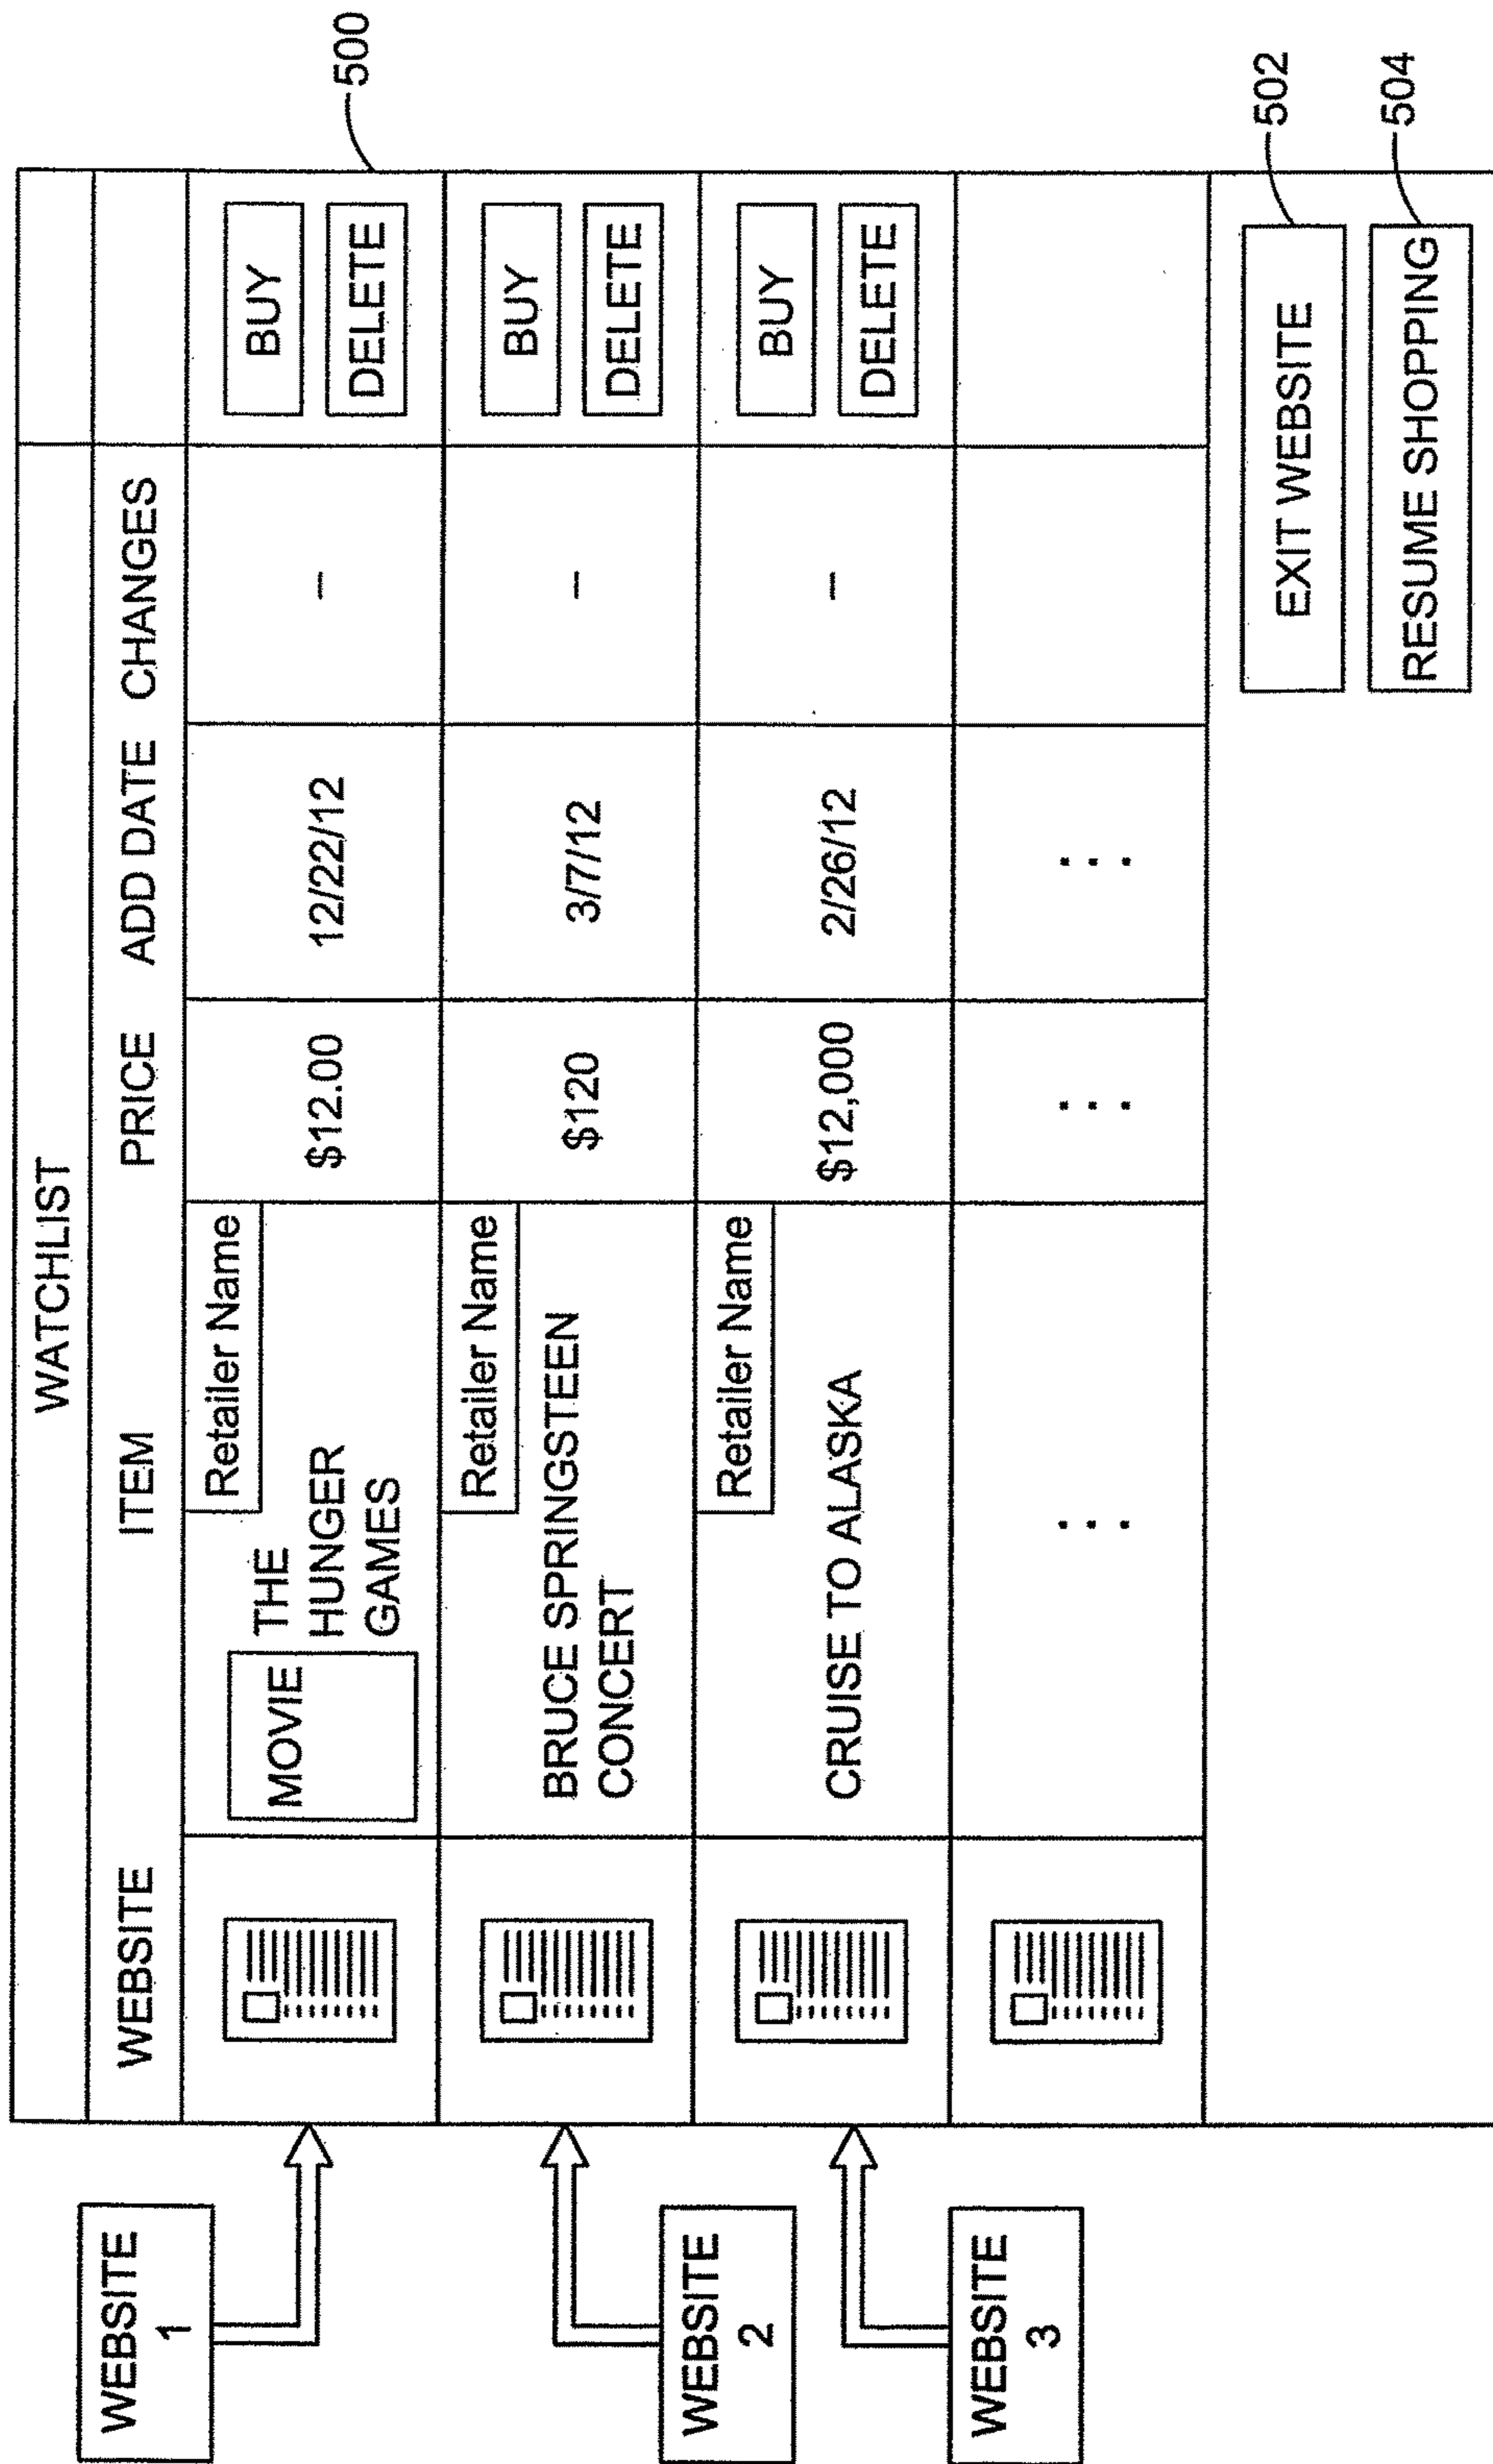 WATCHLIST
WEBSITE ITEM PRICE ADD DATE CHANGES
WEBSITE
1
MOVIE
THE
HUNGER
GAMES
Retailer Name
$12.00
12/22/12
–
BUY
DELETE
500
WEBSITE
2
BRUCE SPRINGSTEEN
CONCERT
Retailer Name
$120
3/7/12
–
BUY
DELETE
WEBSITE
3
CRUISE TO ALASKA
Retailer Name
$12,000
2/26/12
–
BUY
DELETE
... ... ...
EXIT WEBSITE
502
RESUME SHOPPING
504